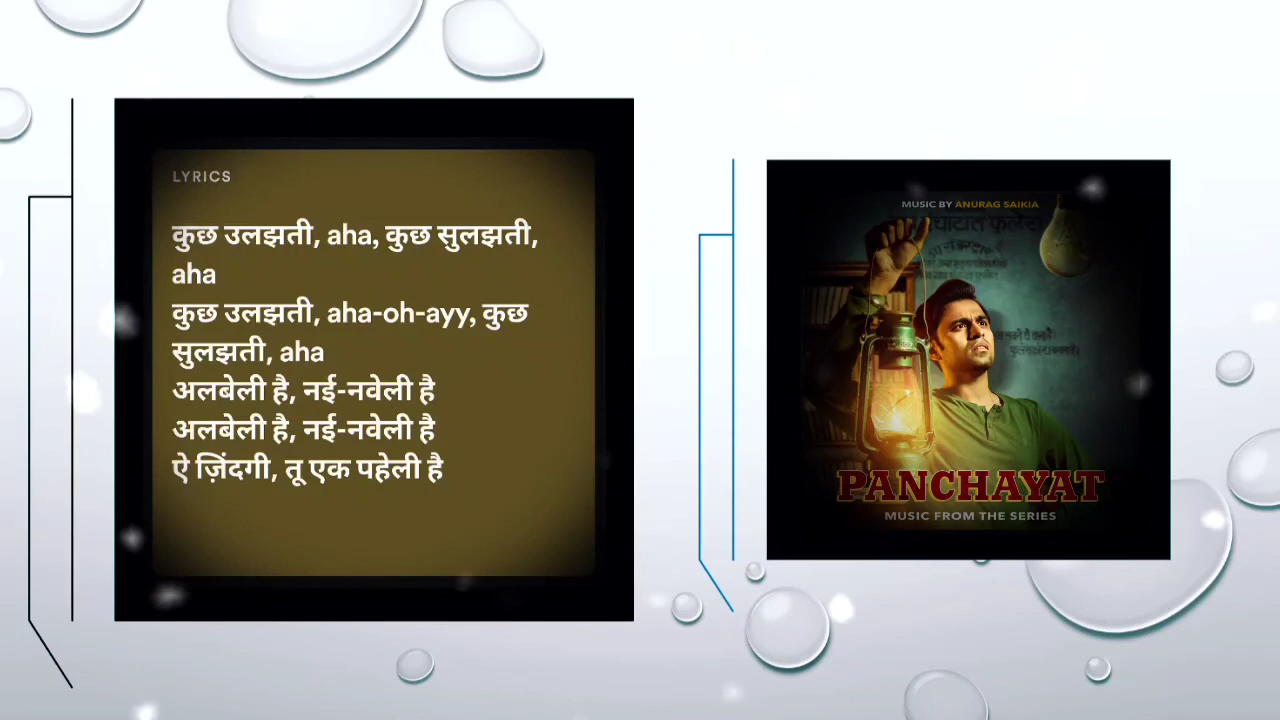 LYRICS
कुछ उलझती, aha, कुछ सुलझती,
aha
कुछ उलझती, aha-oh-ayy, कुछ
सुलझती, aha
अलबेली है, नई-नवेली है
अलबेली है, नई-नवेली है
ऐ ज़िंदगी, तू एक पहेली है
MUSIC BY ANURAG SAIKIA
PANCHAYAT
MUSIC FROM THE SERIES